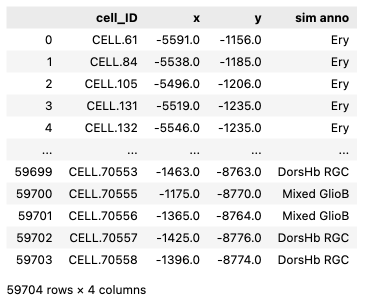 cell_ID x y sim anno
0 CELL.61 -5591.0 -1156.0 Ery
1 CELL.84 -5538.0 -1185.0 Ery
2 CELL.105 -5496.0 -1206.0 Ery
3 CELL.131 -5519.0 -1235.0 Ery
4 CELL.132 -5546.0 -1235.0 Ery
... ... ... ... ...
59699 CELL.70553 -1463.0 -8763.0 DorsHb RGC
59700 CELL.70555 -1175.0 -8770.0 Mixed GlioB
59701 CELL.70556 -1365.0 -8764.0 Mixed GlioB
59702 CELL.70557 -1425.0 -8776.0 DorsHb RGC
59703 CELL.70558 -1396.0 -8774.0 DorsHb RGC
59704 rows × 4 columns